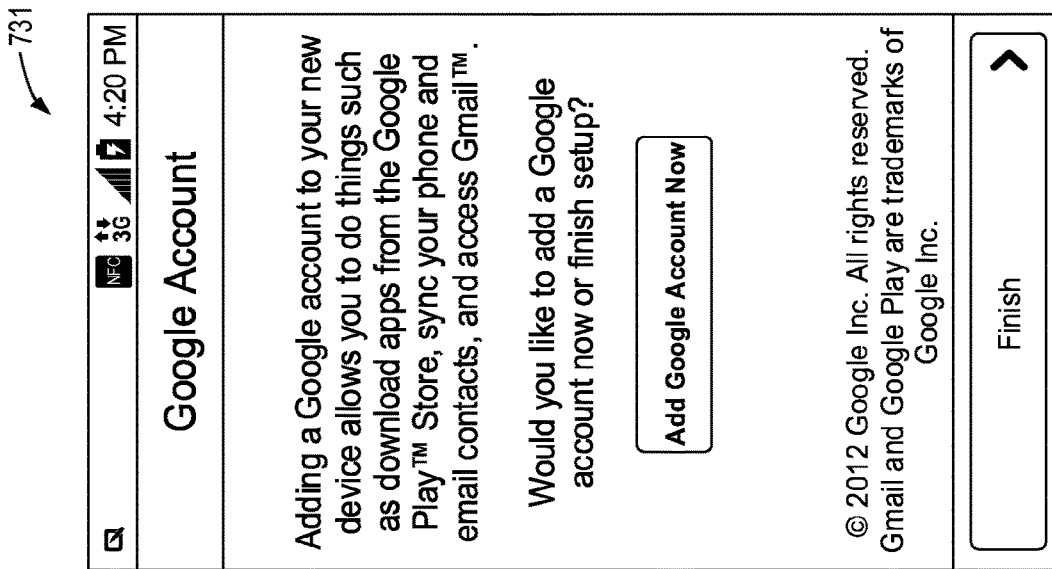 731
NFC 3G 4:20 PM
Google Account
Adding a Google account to your new
device allows you to do things such
as download apps from the Google
Play™ Store, sync your phone and
email contacts, and access Gmail™.
Would you like to add a Google
account now or finish setup?
Add Google Account Now
© 2012 Google Inc. All rights reserved.
Gmail and Google Play are trademarks of
Google Inc.
Finish